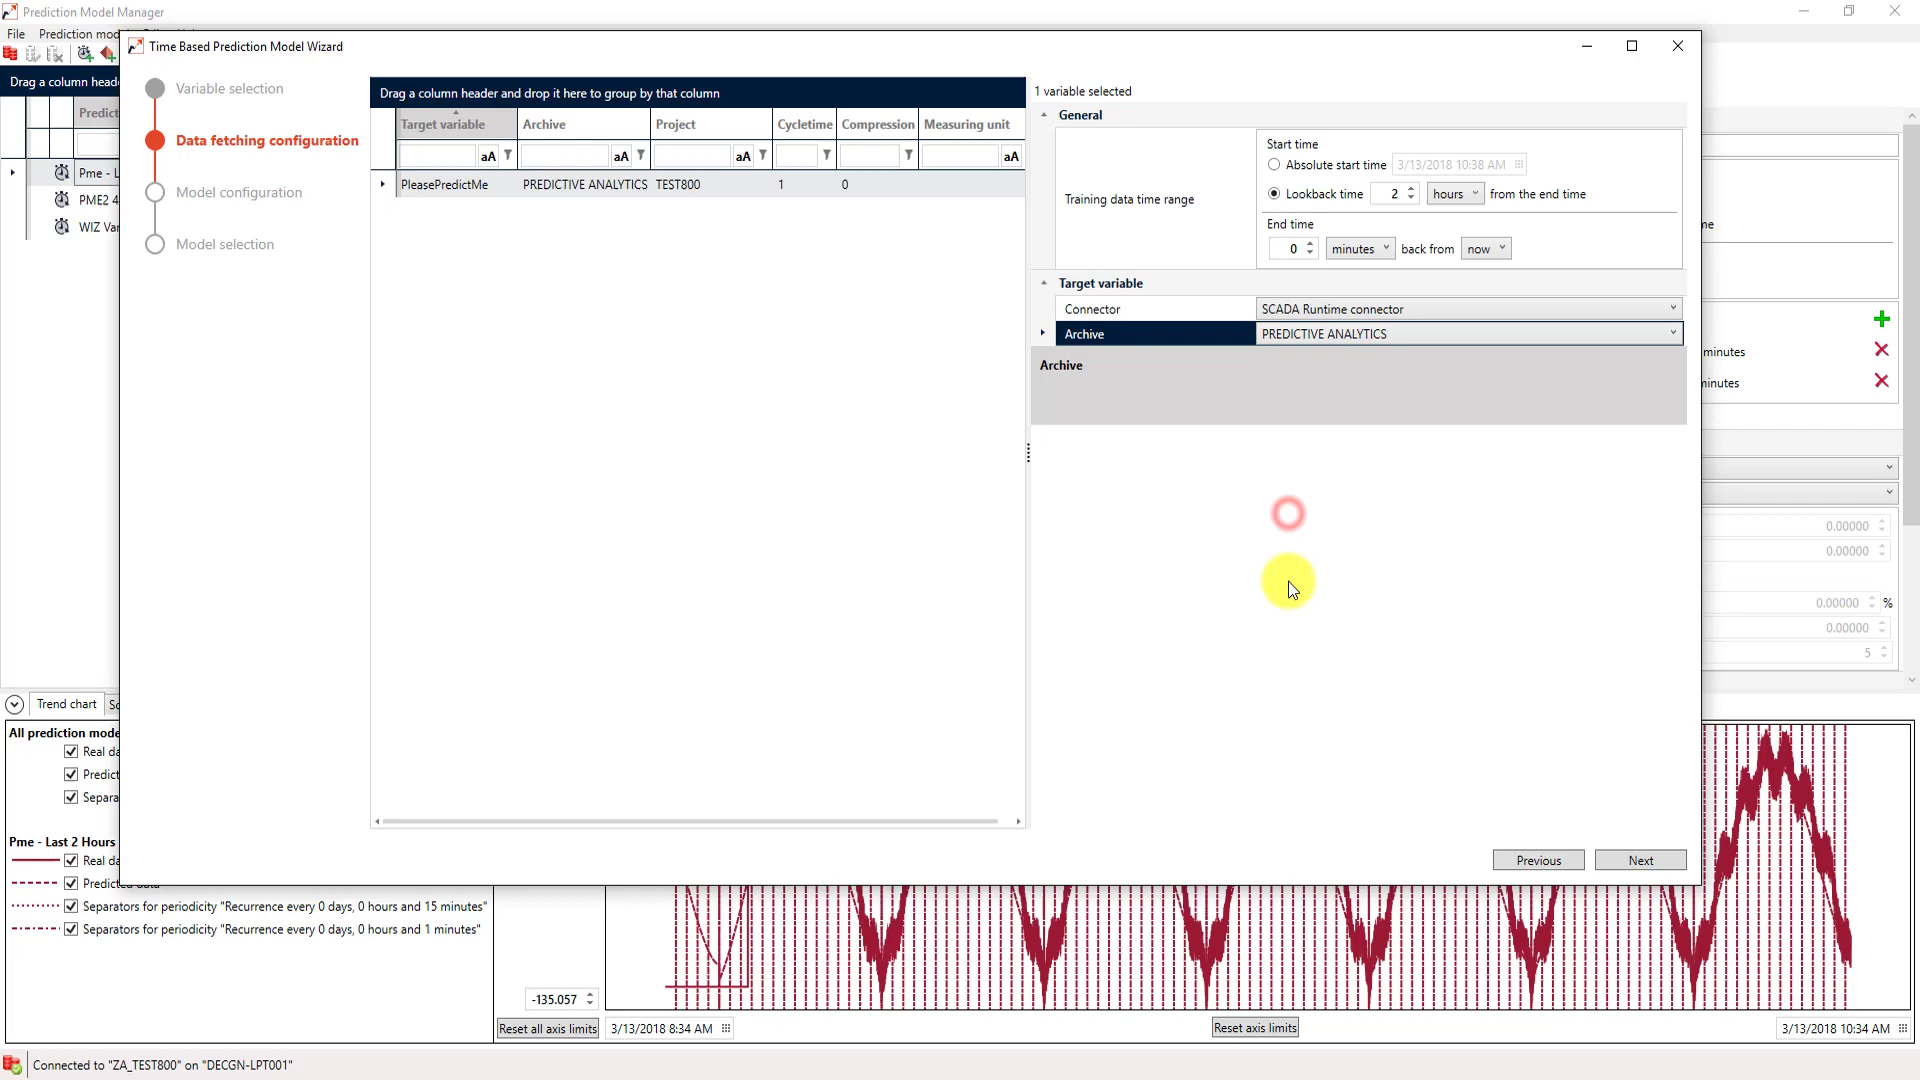 Prediction Model Manager
File Prediction mod
Time Based Prediction Model Wizard
Drag a column heade
Predict
Pme - L
PME2 4
WIZ Var
Variable selection
Data fetching configuration
Model configuration
Model selection
Drag a column header and drop it here to group by that column
Target variable Archive Project Cycletime Compression Measuring unit
aA aA aA aA
PleasePredictMe PREDICTIVE ANALYTICS TEST800 1 0
1 variable selected
General
Training data time range
Start time
Absolute start time 3/13/2018 10:38 AM
Lookback time 2 hours from the end time
End time
0 minutes back from now
Target variable
Connector SCADA Runtime connector
Archive PREDICTIVE ANALYTICS
Archive
Previous Next
me
minutes
minutes
0.00000
0.00000
0.00000 %
0.00000
5
Trend chart Sc
All prediction mode
Real da
Predict
Separa
Pme - Last 2 Hours
Real da
Predicted data
Separators for periodicity "Recurrence every 0 days, 0 hours and 15 minutes"
Separators for periodicity "Recurrence every 0 days, 0 hours and 1 minutes"
-135.057
Reset all axis limits 3/13/2018 8:34 AM Reset axis limits 3/13/2018 10:34 AM
Connected to "ZA_TEST800" on "DECGN-LPT001"